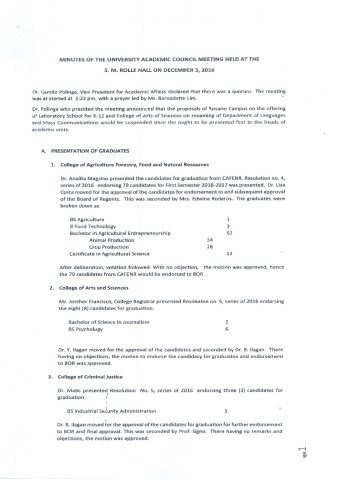 MINUTES OF THE UNIVERSITY ACADEMIC COUNCIL MEETING HELD AT THE
S. M. ROLLE HALL ON DECEMBER 5, 2016
Dr. Camilo Polinga, Vice President for Academic Affairs declared that there was a quorum. The meeting
was at started at 1:22 pm, with a prayer led by Ms. Bernadette Lim.
Dr. Polinga who presided the meeting announced that the proposals of Rosario Campus on the offering
of Laboratory School for K-12 and College of Arts of Sciences on renaming of Department of Languages
and Mass Communications would be suspended since the ought to be presented first to the heads of
academic units.
A. PRESENTATION OF GRADUATES
1. College of Agriculture Forestry, Food and Natural Resources
Dr. Analita Magsino presented the candidates for graduation from CAFENR. Resolution no. 4,
series of 2016 endorsing 79 candidates for First Semester 2016-2017 was presented. Dr. Liza
Costa moved for the approval of the candidates for endorsement to and subsequent approval
of the Board of Regents. This was seconded by Mrs. Edwina Roderos. The graduates were
broken down as
BS Agriculture 1
B Food Technology 3
Bachelor in Agricultural Entrepreneurship 62
Animal Production 34
Crop Production 28
Certificate in Agricultural Science 13
After deliberation, votation followed. With no objection, the motion was approved, hence
the 79 candidates from CAFENR would be endorsed to BOR.
2. College of Arts and Sciences
Mr. Joether Francisco, College Registrar presented Resolution no. 5, series of 2016 endorsing
the eight (8) candidates for graduation.
Bachelor of Science in Journalism 2
BS Psychology 6
Dr. Y. Ilagan moved for the approval of the candidates and seconded by Dr. B. Ilagan. There
having no objections, the motion to endorse the candidacy for graduation and endorsement
to BOR was approved.
3. College of Criminal Justice
Dr. Matic presented Resolution No. 5, series of 2016 endorsing three (3) candidates for
graduation.
BS Industrial Security Administration 3
Dr. B. Ilagan moved for the approval of the candidates for graduation for further endorsement
to BOR and final approval. This was seconded by Prof. Signo. There having no remarks and
objections, the motion was approved.